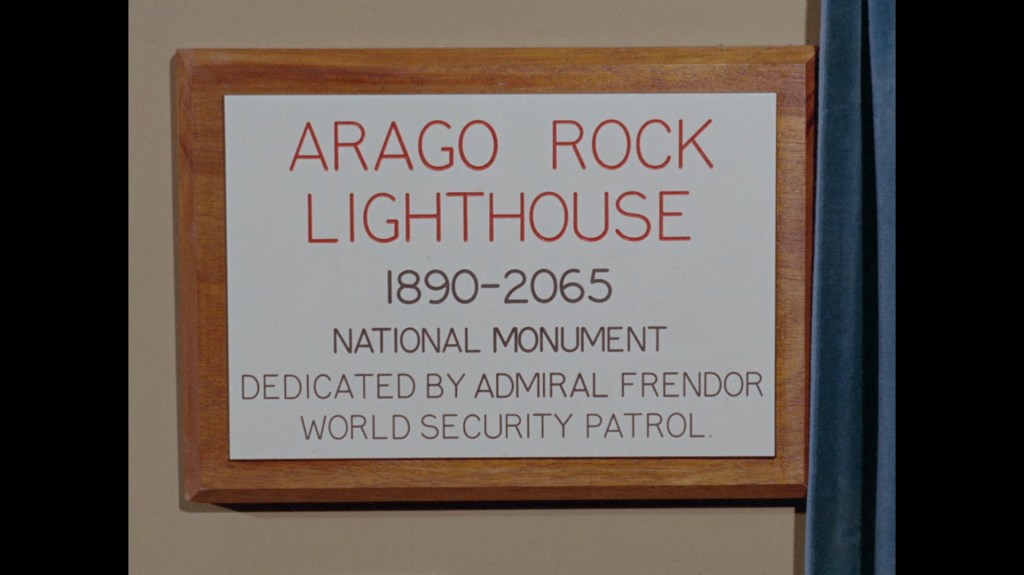 ARAGO ROCK
LIGHTHOUSE
1890-2065
NATIONAL MONUMENT
DEDICATED BY ADMIRAL FRENDOR
WORLD SECURITY PATROL.